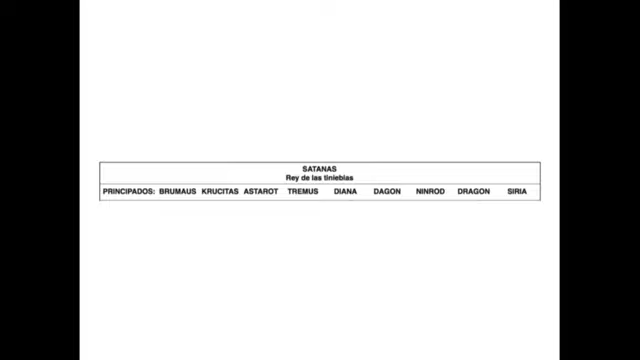 SATANAS
Rey de las tinieblas
PRINCIPADOS: BRUMAUS KRUCITAS ASTAROT TREMUS DIANA DAGON NINROD DRAGON SIRIA